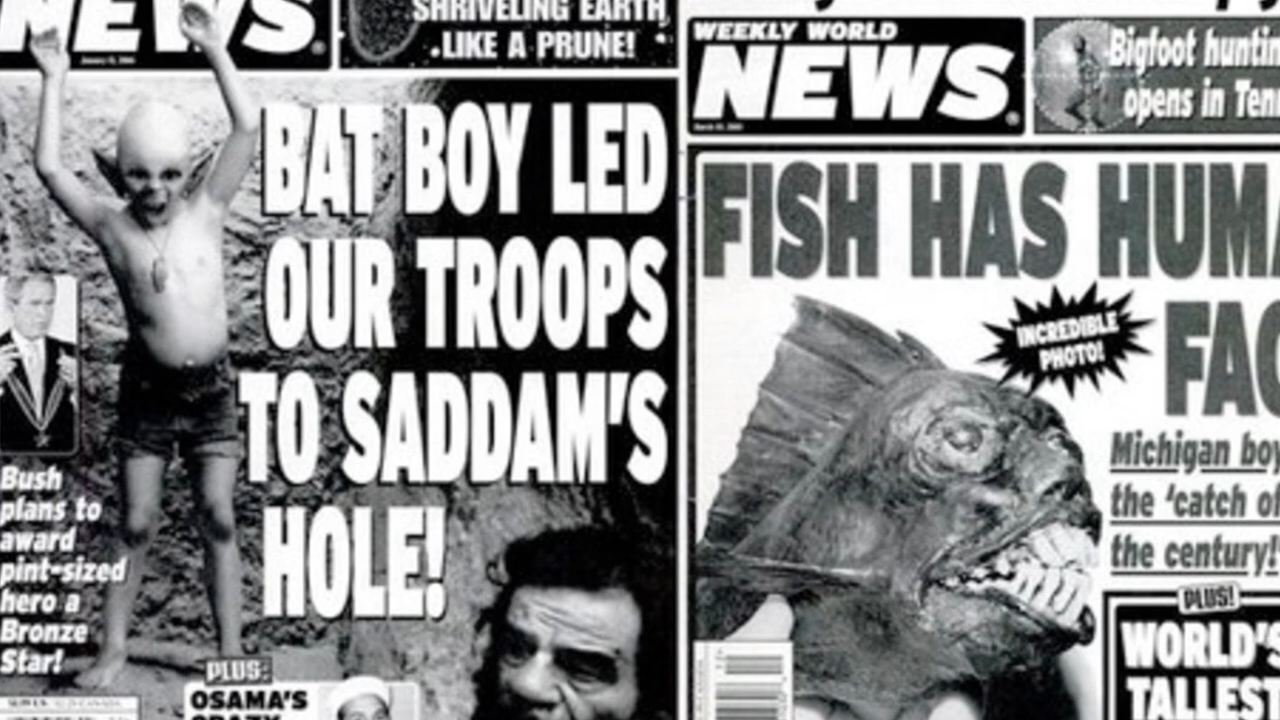 NEWS
SHRIVELING EARTH
LIKE A PRUNE!
BAT BOY LED
OUR TROOPS
TO SADDAM'S
HOLE!
Bush
plans to
award
pint-sized
hero a
Bronze
Star!
PLUS:
OSAMA'S
CRAZY
WEEKLY WORLD
NEWS
Bigfoot huntin
opens in Ten
FISH HAS HUMA
FAC
INCREDIBLE
PHOTO!
Michigan boy
the 'catch of
the century!
PLUS!
WORLD'S
TALLEST